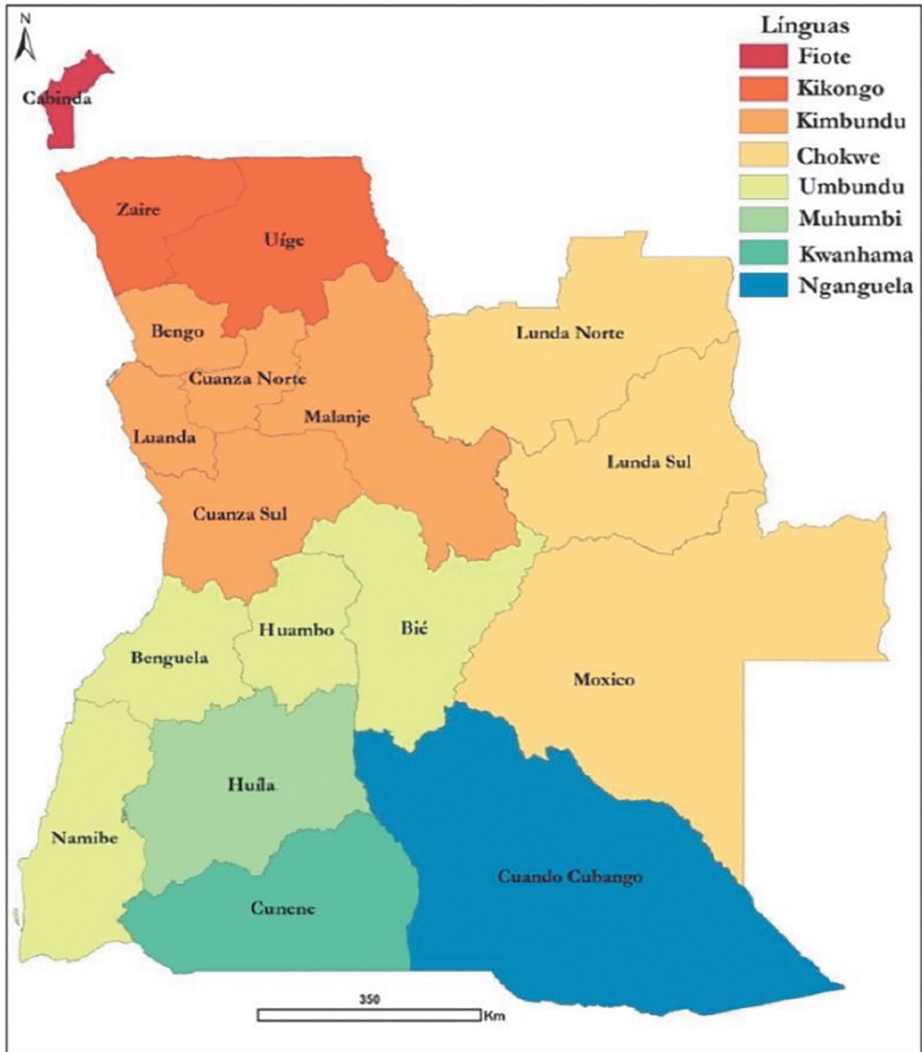 N
Línguas
Fiote
Kikongo
Kimbundu
Chokwe
Umbundu
Muhumbi
Kwanhama
Nganguela
Cabinda
Zaire
Uíge
Bengo
Lunda Norte
Cuanza Norte
Malanje
Luanda
Lunda Sul
Cuanza Sul
Huambo
Bié
Benguela
Moxico
Huíla
Namibe
Cuando Cubango
Cunene
350
Km